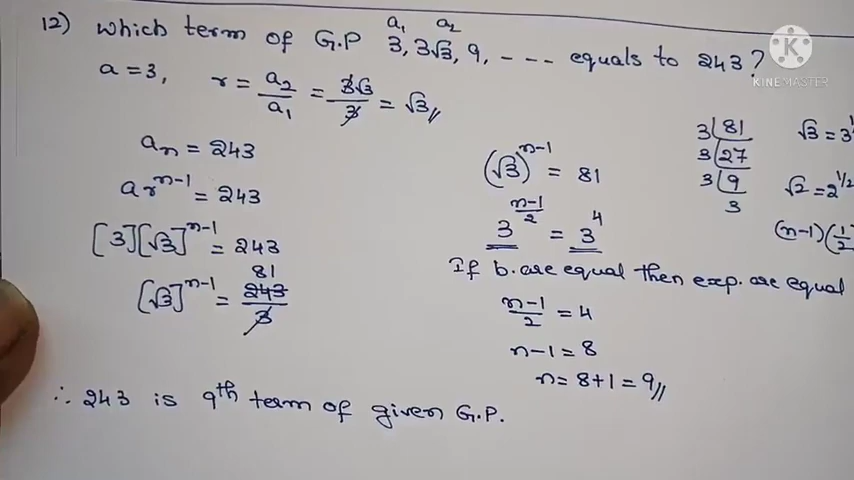 a₁ a₂
12) Which term of G.P 3, 3√3, 9, - - - equals to 243?
a = 3, r = a₂/a₁ = 3√3/3 = √3
aₙ = 243
arⁿ⁻¹ = 243
[3][√3]ⁿ⁻¹ = 243
81
[√3]ⁿ⁻¹ = 243/3
(√3)ⁿ⁻¹ = 81
3^(n-1)/2 = 3⁴
If b. are equal then exp. are equal
n-1/2 = 4
n-1 = 8
n = 8+1 = 9
3 81
3 27
3 9
3
√3 = 3
√2 = 2^1/2
(n-1)(1/2
∴ 243 is 9th term of given G.P.
K
KINEMASTER